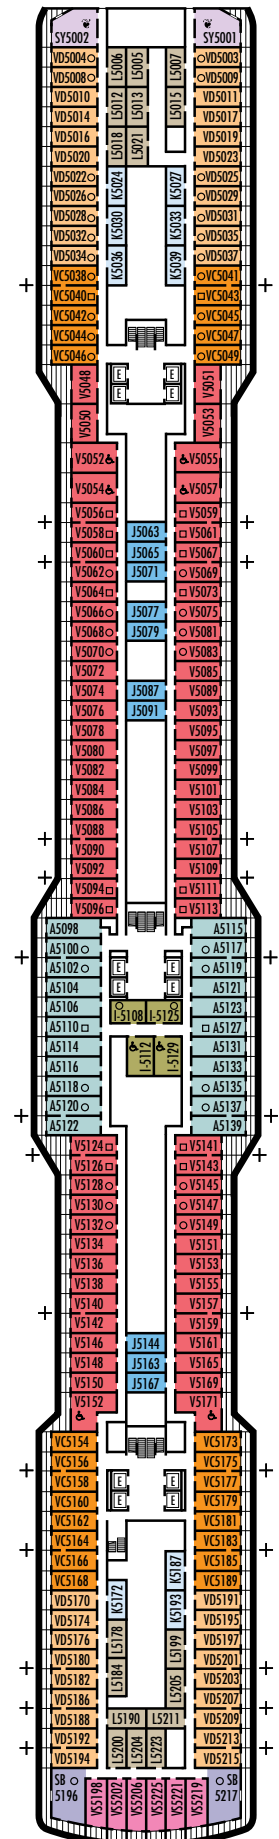 SY5002 SY5001
VD5004 L5006 L5005 L5007 VD5003
VD5008 VD5009
VD5010 L5012 L5013 L5015 VD5011
VD5014 VD5017
VD5016 L5018 L5021 VD5019
VD5020 VD5023
VD5022 K5024 K5027 VD5025
VD5026 VD5029
VD5028 K5030 K5033 VD5031
VD5032 VD5035
VD5034 K5036 K5039 VD5037
VC5038 VC5041
VC5040 VC5043
VC5042 VC5045
VC5044 VC5047
VC5046 VC5049
V5048 E E V5051
E E
V5050 V5053
V5052 V5055
V5054 V5057
V5056 V5059
V5058 J5063 V5061
V5060 J5065 V5067
V5062 J5071 V5069
V5064 V5073
V5066 J5077 V5075
V5068 J5079 V5081
V5070 V5083
V5072 V5085
V5074 J5087 V5089
V5076 J5091 V5093
V5078 V5095
V5080 V5097
V5082 V5099
V5084 V5101
V5086 V5103
V5088 V5105
V5090 V5107
V5092 V5109
V5094 V5111
V5096 V5113
A5098 A5115
A5100 A5117
A5102 E E A5119
A5104 E E A5121
A5106 I-5108 I-5125 A5123
A5110 A5127
A5114 I-5112 I-5129 A5131
A5116 A5133
A5118 A5135
A5120 A5137
A5122 A5139
V5124 V5141
V5126 V5143
V5128 V5145
V5130 V5147
V5132 V5149
V5134 V5151
V5136 V5153
V5138 V5155
V5140 V5157
V5142 V5159
V5146 J5144 V5161
V5148 J5163 V5165
V5150 J5167 V5169
V5152 V5171
VC5154 VC5173
VC5156 VC5175
VC5158 E E VC5177
VC5160 E E VC5179
VC5162 VC5181
VC5164 VC5183
VC5166 K5187 VC5185
VC5168 VC5189
VD5170 K5172 K5193 VD5191
VD5174 VD5195
VD5176 L5178 L5199 VD5197
VD5180 VD5201
VD5182 L5184 L5205 VD5203
VD5186 VD5207
VD5188 L5190 L5211 VD5209
VD5192 L5200 L5204 L5223 VD5213
VD5194 VD5215
SB 5196 VS5198 VS5202 VS5206 VS5225 VS5221 VS5219 SB 5217